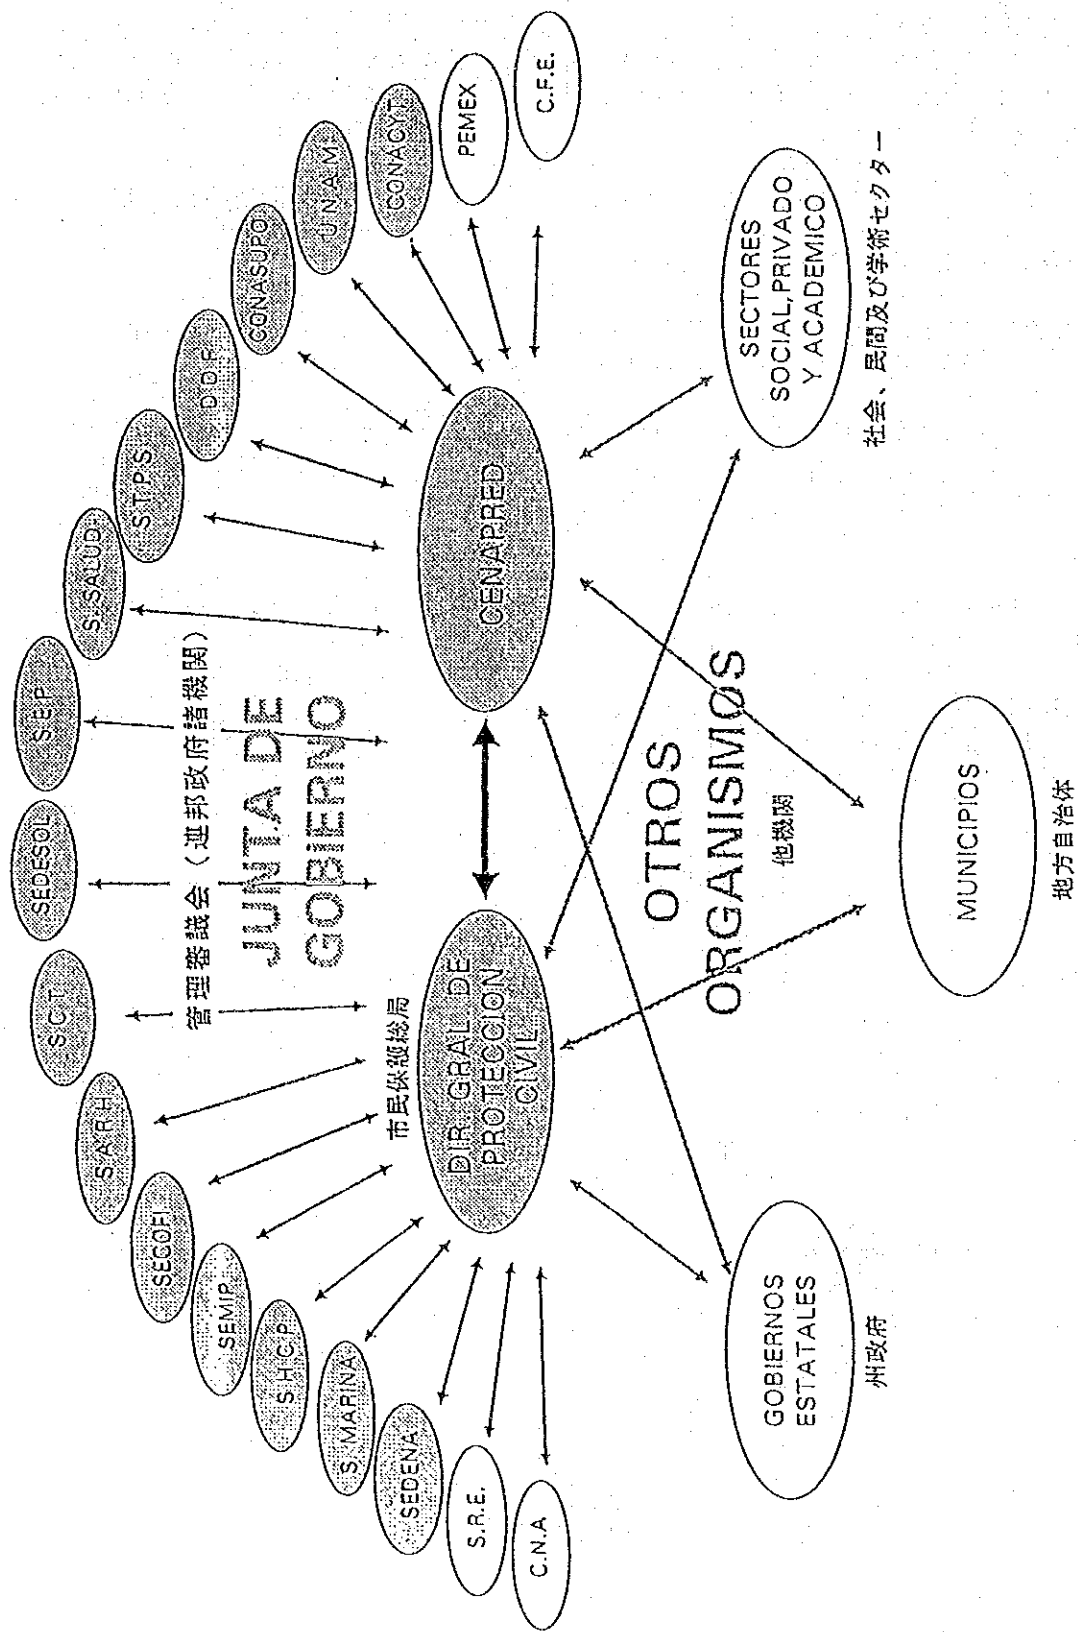 C.N.A
S.R.E.
SEDENA
S. MARINA
S.H.C.P
SEMIP
SECOFI
S.A.R.H.
S.C.T.
SEDESOL
S.E.P.
S. SALUD
S.T.P.S.
D.D.F.
CONASUPO
U.N.A.M.
CONACYT
PEMEX
C.F.E.
管理審議会(連邦政府諸機関)
JUNTA DE
GOBIERNO
市民保護総局
DIR. GRAL. DE
PROTECCION
CIVIL
CENAPRED
OTROS
ORGANISMOS
他機関
GOBIERNOS
ESTATALES
州政府
MUNICIPIOS
地方自治体
SECTORES
SOCIAL, PRIVADO
Y ACADEMICO
社会、民間及び学術セクター